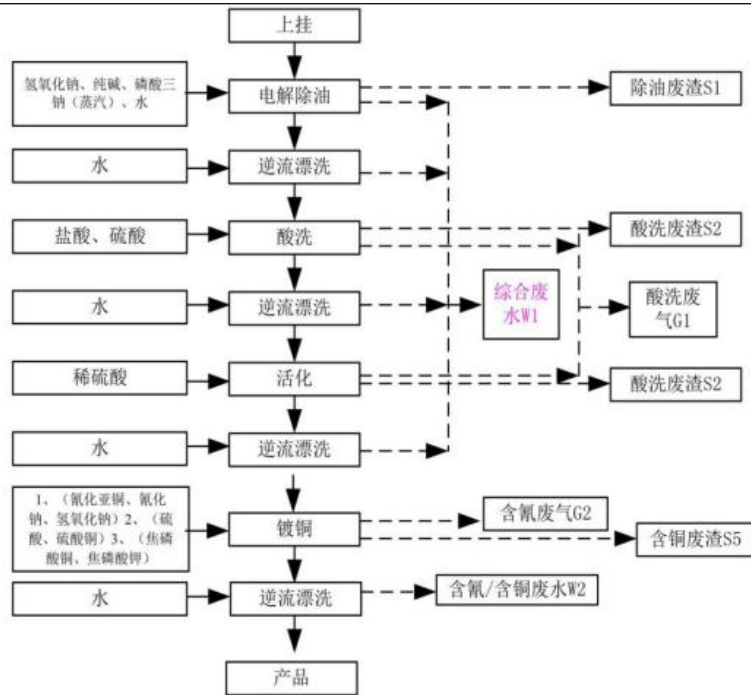 上挂
氢氧化钠、纯碱、磷酸三
钠（蒸汽）、水
电解除油
除油废渣S1
水
逆流漂洗
盐酸、硫酸
酸洗
酸洗废渣S2
水
逆流漂洗
综合废
水W1
酸洗废
气G1
稀硫酸
活化
酸洗废渣S2
水
逆流漂洗
1、（氰化亚铜、氰化
钠、氢氧化钠）2、（硫
酸、硫酸铜）3、（焦磷
酸铜、焦磷酸钾）
镀铜
含氰废气G2
含铜废渣S5
水
逆流漂洗
含氰/含铜废水W2
产品